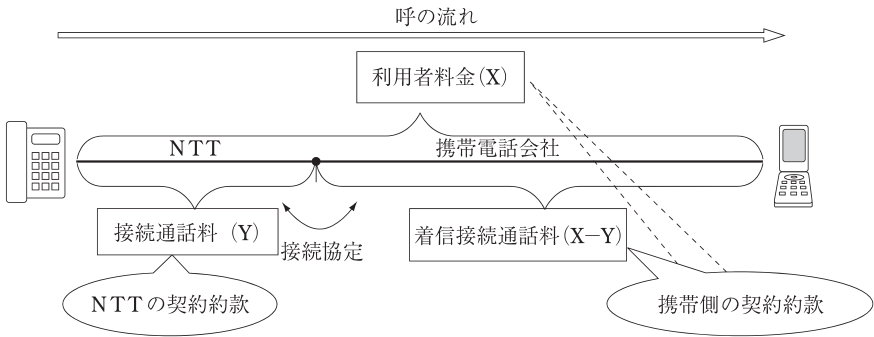 呼の流れ
利用者料金(X)
NTT
携帯電話会社
接続通話料 (Y)
接続協定
着信接続通話料(X−Y)
NTTの契約約款
携帯側の契約約款